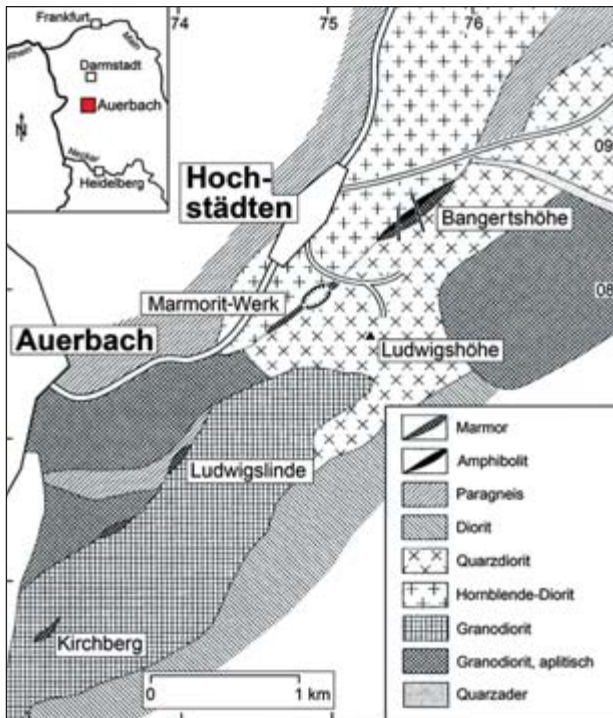 74
75
76
Frankfurt
Main
Rhein
Darmstadt
Auerbach
N
Neckar
Heidelberg
09
Hoch-
städten
Bangertshöhe
08
Marmorit-Werk
Auerbach
Ludwigshöhe
Ludwigslinde
Kirchberg
0
1 km
Marmor
Amphibolit
Paragneis
Diorit
Quarzdiorit
Hornblende-Diorit
Granodiorit
Granodiorit, aplitisch
Quarzader